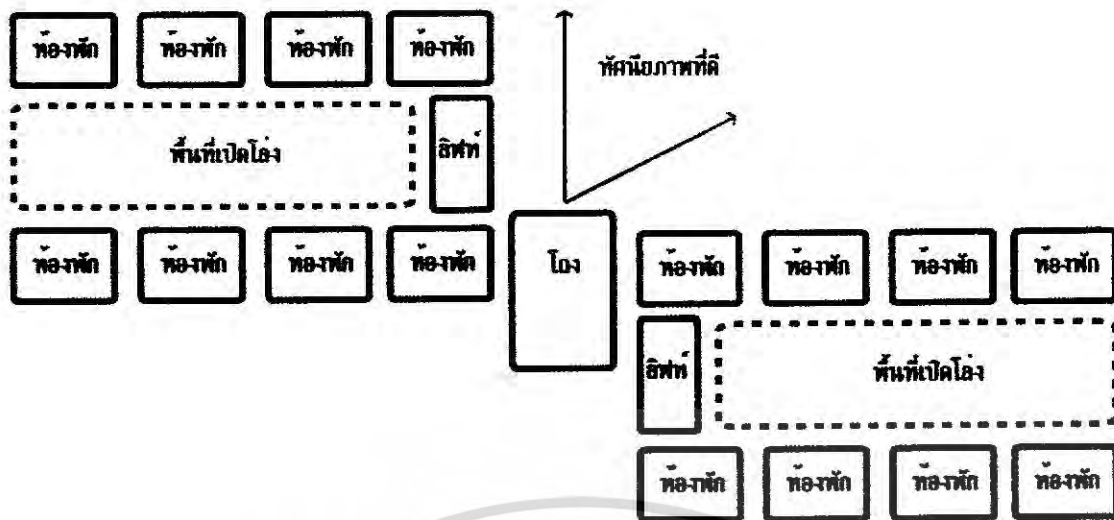 ห้องพัก ห้องพัก ห้องพัก ห้องพัก
ทัศนียภาพที่ดี
พื้นที่เปิดโล่ง ลิฟท์
ห้องพัก ห้องพัก ห้องพัก ห้องพัก โถง ห้องพัก ห้องพัก ห้องพัก ห้องพัก
ลิฟท์ พื้นที่เปิดโล่ง
ห้องพัก ห้องพัก ห้องพัก ห้องพัก